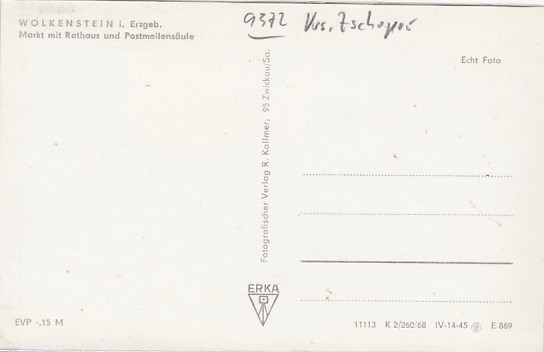 WOLKENSTEIN i. Erzgeb.
Markt mit Rathaus und Postmeilensäule
9372 Krs. Zschopau
Echt Foto
Fotografischer Verlag R. Kallmer, 95 Zwickau/Sa.
ERKA
EVP -,15 M
11113 K 2/260/68 IV-14-45 E 869